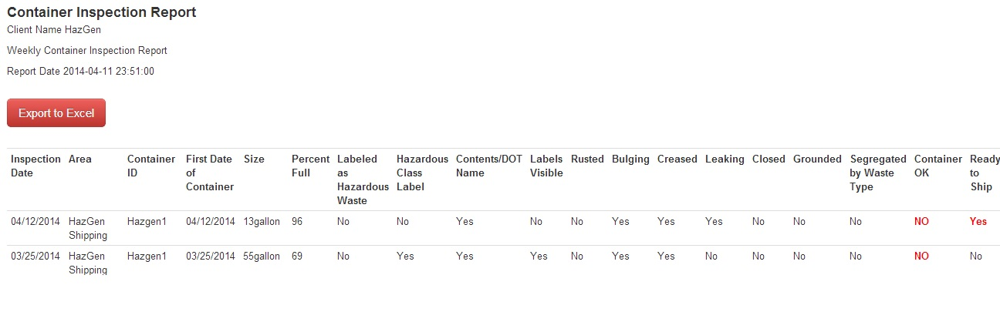 Container Inspection Report
Client Name HazGen
Weekly Container Inspection Report
Report Date 2014-04-11 23:51:00
Export to Excel
Inspection Date Area Container ID First Date of Container Size Percent Full Labeled as Hazardous Waste Hazardous Class Label Contents/DOT Name Labels Visible Rusted Bulging Creased Leaking Closed Grounded Segregated by Waste Type Container OK Ready to Ship
04/12/2014 HazGen Shipping Hazgen1 04/12/2014 13gallon 96 No No Yes No No Yes Yes Yes No No No NO Yes
03/25/2014 HazGen Shipping Hazgen1 03/25/2014 55gallon 69 No Yes Yes Yes No Yes Yes No No No No NO No